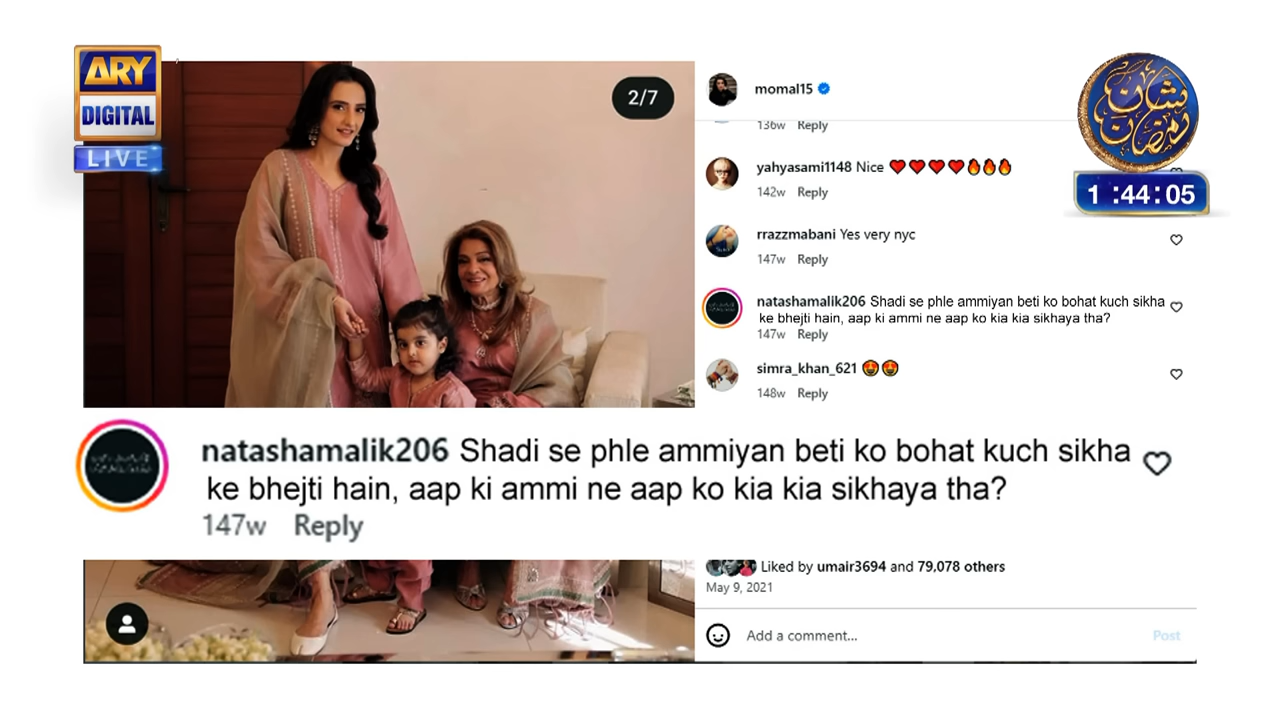 ARY
DIGITAL
LIVE
2/7
momal15
136w Reply
yahyasami1148 Nice ❤️❤️❤️❤️🔥🔥🔥
142w Reply
rrazzmabani Yes very nyc
147w Reply
natashamalik206 Shadi se phle ammiyan beti ko bohat kuch sikha
ke bhejti hain, aap ki ammi ne aap ko kia kia sikhaya tha?
147w Reply
simra_khan_621 😍😍
148w Reply
شان
رمضان
1 :44:05
natashamalik206 Shadi se phle ammiyan beti ko bohat kuch sikha
ke bhejti hain, aap ki ammi ne aap ko kia kia sikhaya tha?
147w Reply
Liked by umair3694 and 79,078 others
May 9, 2021
Add a comment...
Post